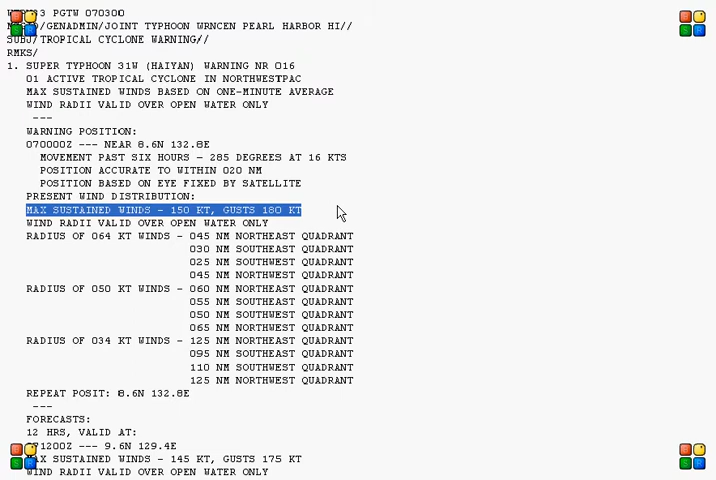 3 PGTW 070300
/GENADMIN/JOINT TYPHOON WRNCEN PEARL HARBOR HI//
SUBJ/TROPICAL CYCLONE WARNING//
RMKS/
1. SUPER TYPHOON 31W (HAIYAN) WARNING NR 016
01 ACTIVE TROPICAL CYCLONE IN NORTHWESTPAC
MAX SUSTAINED WINDS BASED ON ONE-MINUTE AVERAGE
WIND RADII VALID OVER OPEN WATER ONLY
---
WARNING POSITION:
070000Z --- NEAR 8.6N 132.8E
MOVEMENT PAST SIX HOURS - 285 DEGREES AT 16 KTS
POSITION ACCURATE TO WITHIN 020 NM
POSITION BASED ON EYE FIXED BY SATELLITE
PRESENT WIND DISTRIBUTION:
MAX SUSTAINED WINDS - 150 KT, GUSTS 180 KT
WIND RADII VALID OVER OPEN WATER ONLY
RADIUS OF 064 KT WINDS - 045 NM NORTHEAST QUADRANT
030 NM SOUTHEAST QUADRANT
025 NM SOUTHWEST QUADRANT
045 NM NORTHWEST QUADRANT
RADIUS OF 050 KT WINDS - 060 NM NORTHEAST QUADRANT
055 NM SOUTHEAST QUADRANT
050 NM SOUTHWEST QUADRANT
065 NM NORTHWEST QUADRANT
RADIUS OF 034 KT WINDS - 125 NM NORTHEAST QUADRANT
095 NM SOUTHEAST QUADRANT
110 NM SOUTHWEST QUADRANT
125 NM NORTHWEST QUADRANT
REPEAT POSIT: 8.6N 132.8E
---
FORECASTS:
12 HRS, VALID AT:
071200Z --- 9.6N 129.4E
MAX SUSTAINED WINDS - 145 KT, GUSTS 175 KT
WIND RADII VALID OVER OPEN WATER ONLY